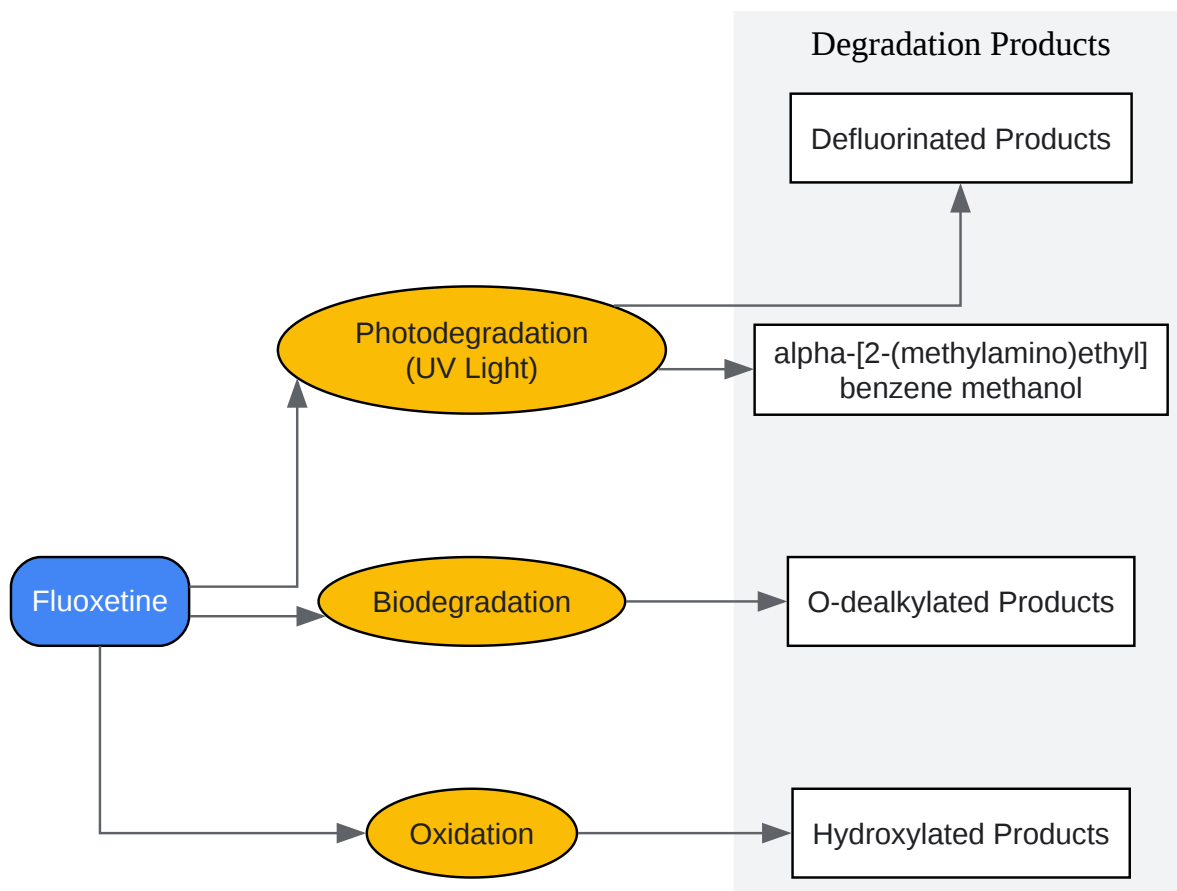 Degradation Products
Defluorinated Products
Photodegradation
(UV Light)
alpha-[2-(methylamino)ethyl]
benzene methanol
Fluoxetine
Biodegradation
O-dealkylated Products
Oxidation
Hydroxylated Products